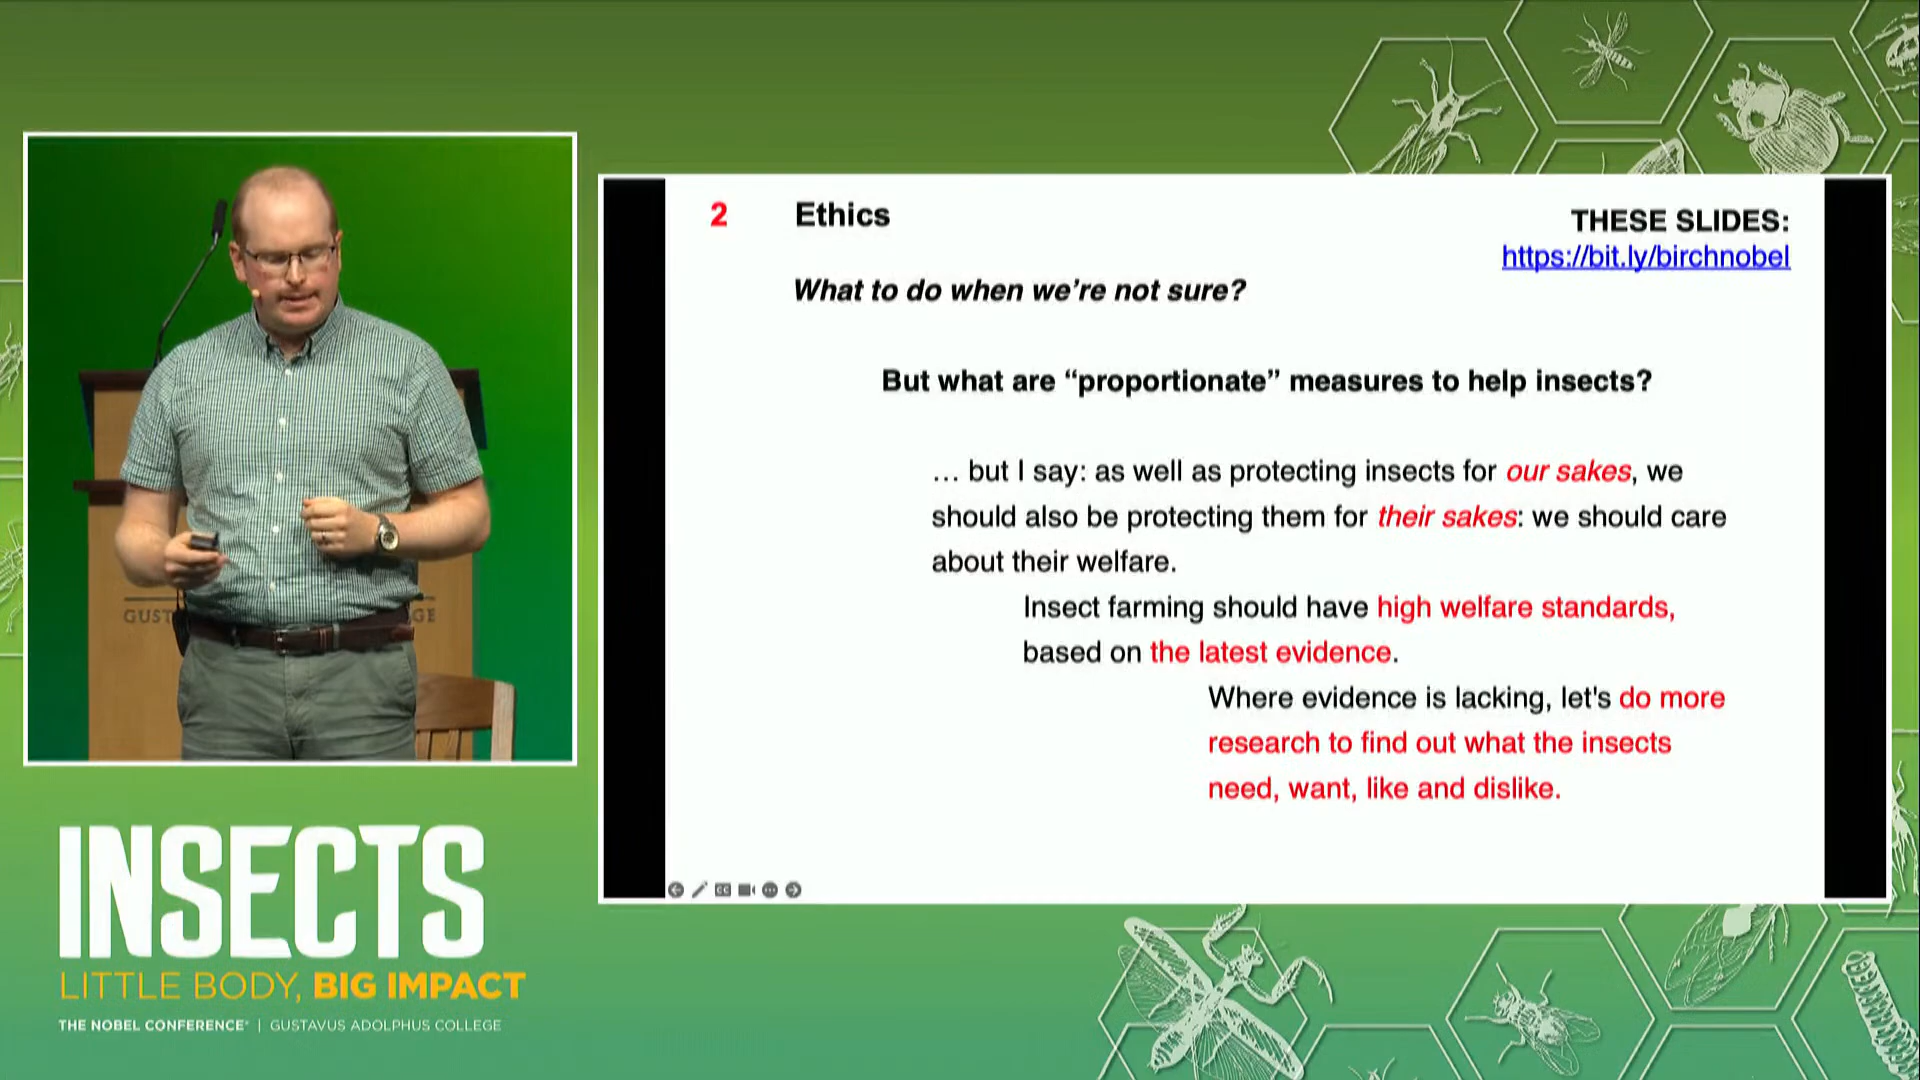 2 Ethics
THESE SLIDES:
https://bit.ly/birchnobel
What to do when we're not sure?
But what are “proportionate” measures to help insects?
… but I say: as well as protecting insects for our sakes, we
should also be protecting them for their sakes: we should care
about their welfare.
Insect farming should have high welfare standards,
based on the latest evidence.
Where evidence is lacking, let's do more
research to find out what the insects
need, want, like and dislike.
GUST GE
INSECTS
LITTLE BODY, BIG IMPACT
THE NOBEL CONFERENCE® | GUSTAVUS ADOLPHUS COLLEGE